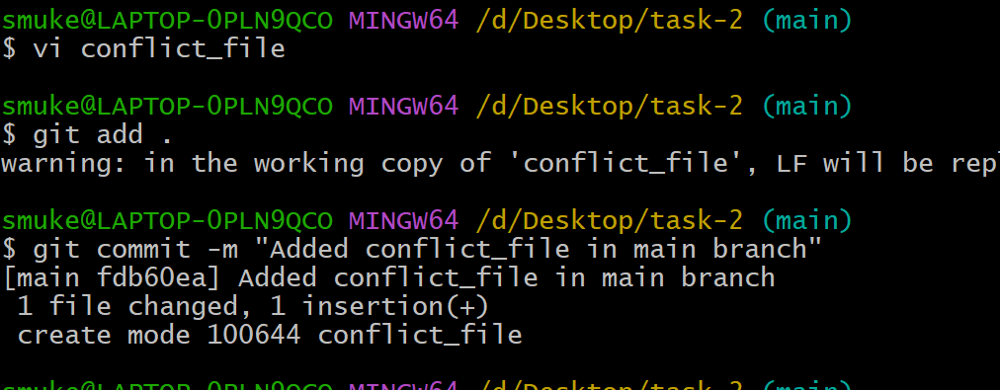 smuke@LAPTOP-0PLN9QCO MINGW64 /d/Desktop/task-2 (main)
$ vi conflict_file
smuke@LAPTOP-0PLN9QCO MINGW64 /d/Desktop/task-2 (main)
$ git add .
warning: in the working copy of 'conflict_file', LF will be repl
smuke@LAPTOP-0PLN9QCO MINGW64 /d/Desktop/task-2 (main)
$ git commit -m "Added conflict_file in main branch"
[main fdb60ea] Added conflict_file in main branch
 1 file changed, 1 insertion(+)
 create mode 100644 conflict_file
smuke@LAPTOP-0PLN9QCO MINGW64 /d/Desktop/task-2 (main)